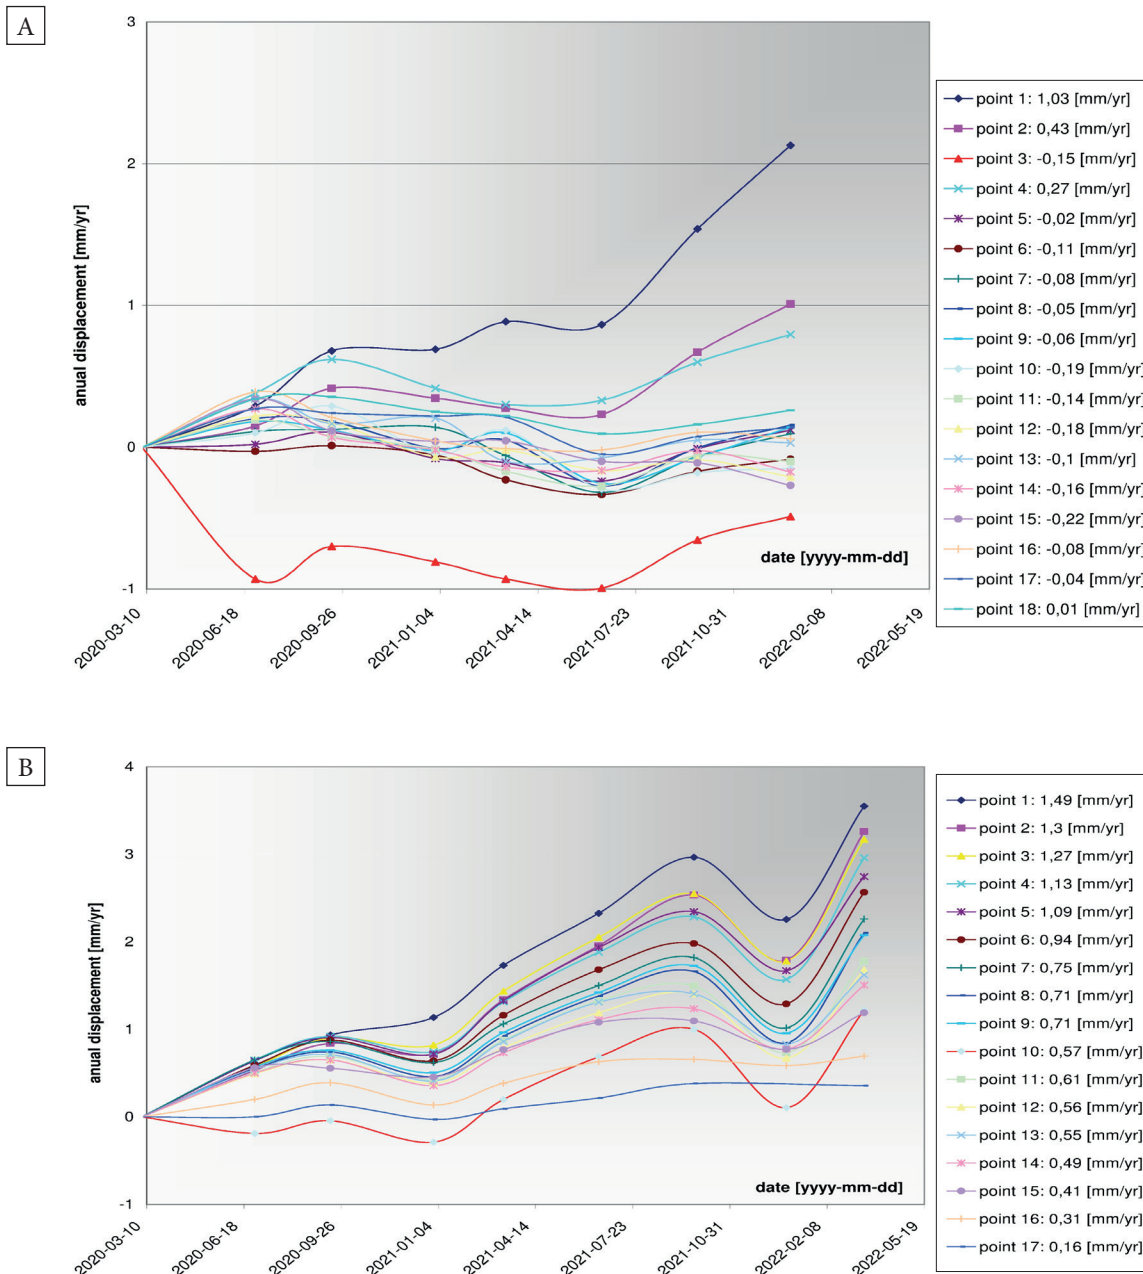 A
3
2
1
0
-1
anual displacement [mm/yr]
date [yyyy-mm-dd]
2020-03-10
2020-06-18
2020-09-26
2021-01-04
2021-04-14
2021-07-23
2021-10-31
2022-02-08
2022-05-19
point 1: 1,03 [mm/yr]
point 2: 0,43 [mm/yr]
point 3: -0,15 [mm/yr]
point 4: 0,27 [mm/yr]
point 5: -0,02 [mm/yr]
point 6: -0,11 [mm/yr]
point 7: -0,08 [mm/yr]
point 8: -0,05 [mm/yr]
point 9: -0,06 [mm/yr]
point 10: -0,19 [mm/yr]
point 11: -0,14 [mm/yr]
point 12: -0,18 [mm/yr]
point 13: -0,1 [mm/yr]
point 14: -0,16 [mm/yr]
point 15: -0,22 [mm/yr]
point 16: -0,08 [mm/yr]
point 17: -0,04 [mm/yr]
point 18: 0,01 [mm/yr]
B
4
3
2
1
0
-1
anual displacement [mm/yr]
date [yyyy-mm-dd]
2020-03-10
2020-06-18
2020-09-26
2021-01-04
2021-04-14
2021-07-23
2021-10-31
2022-02-08
2022-05-19
point 1: 1,49 [mm/yr]
point 2: 1,3 [mm/yr]
point 3: 1,27 [mm/yr]
point 4: 1,13 [mm/yr]
point 5: 1,09 [mm/yr]
point 6: 0,94 [mm/yr]
point 7: 0,75 [mm/yr]
point 8: 0,71 [mm/yr]
point 9: 0,71 [mm/yr]
point 10: 0,57 [mm/yr]
point 11: 0,61 [mm/yr]
point 12: 0,56 [mm/yr]
point 13: 0,55 [mm/yr]
point 14: 0,49 [mm/yr]
point 15: 0,41 [mm/yr]
point 16: 0,31 [mm/yr]
point 17: 0,16 [mm/yr]